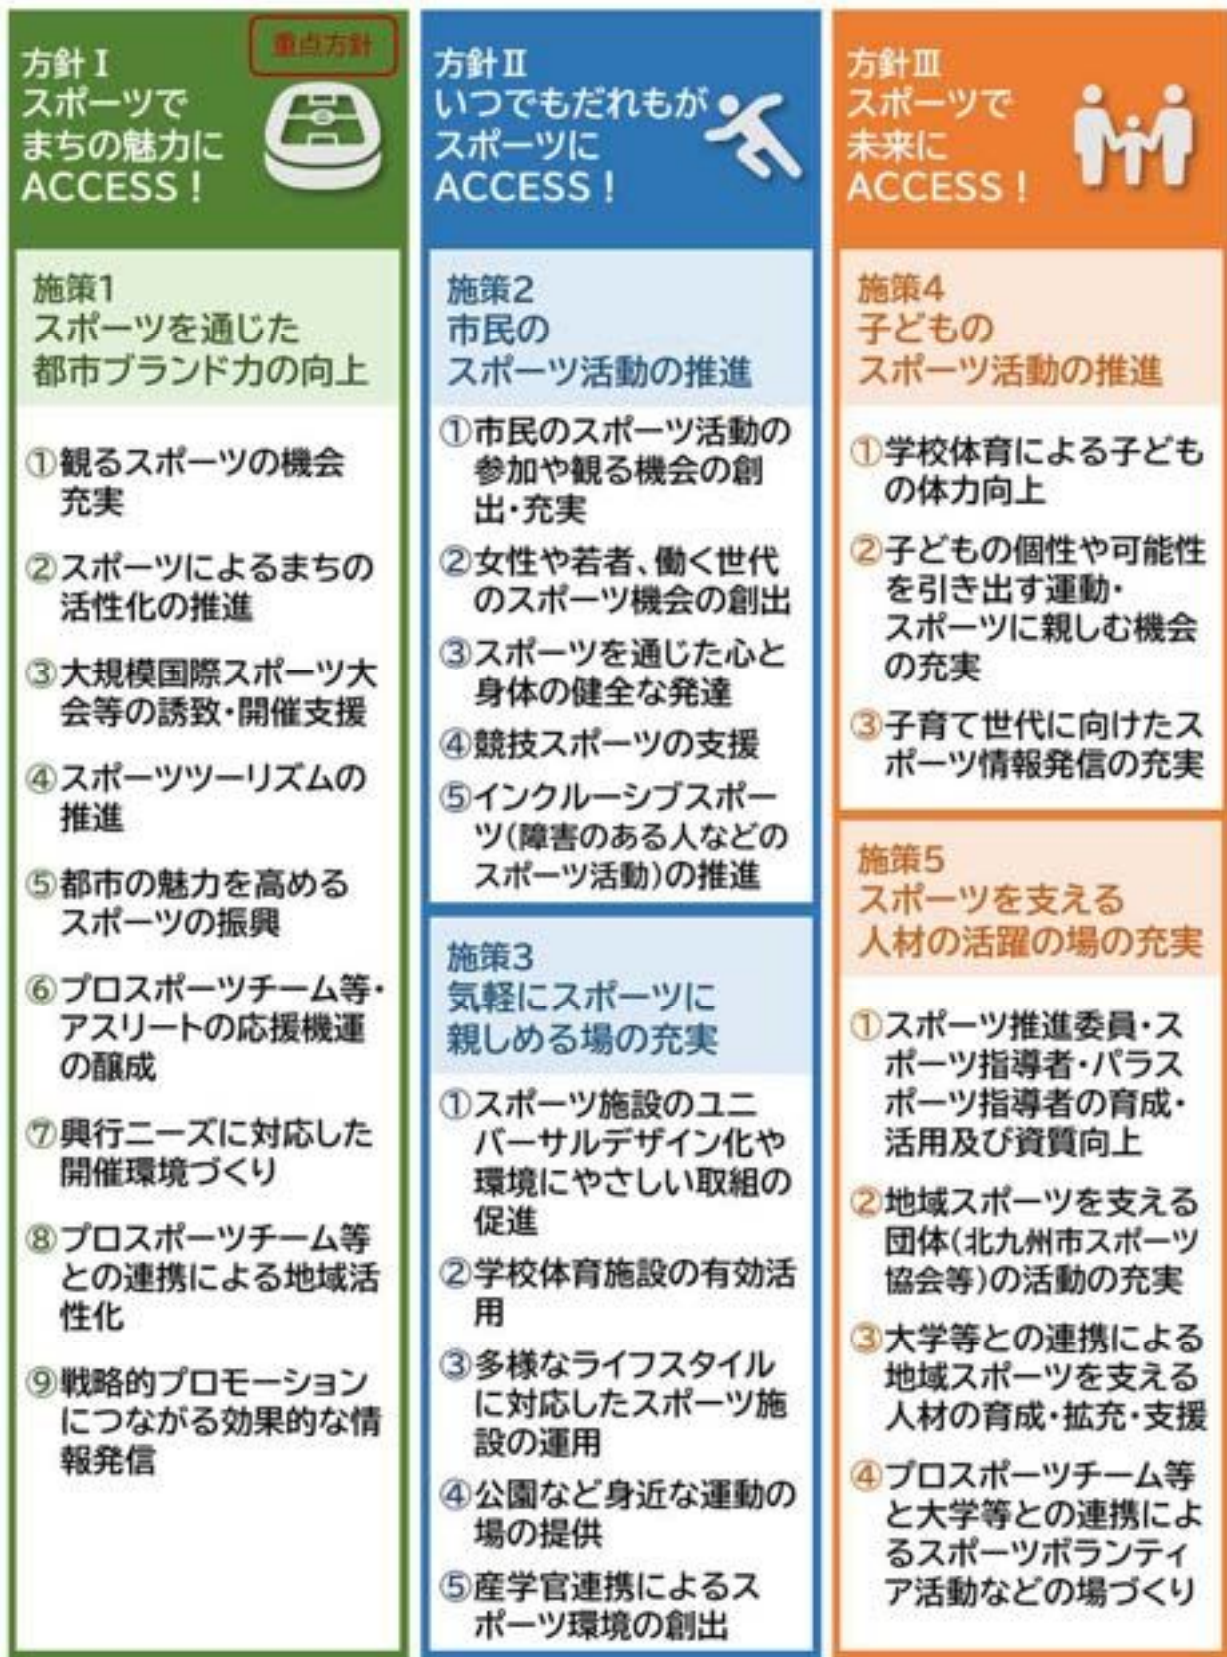 重点方針
方針Ⅰ
スポーツで
まちの魅力に
ACCESS！
施策1
スポーツを通じた
都市ブランド力の向上
①観るスポーツの機会
充実
②スポーツによるまちの
活性化の推進
③大規模国際スポーツ大
会等の誘致・開催支援
④スポーツツーリズムの
推進
⑤都市の魅力を高める
スポーツの振興
⑥プロスポーツチーム等・
アスリートの応援機運
の醸成
⑦興行ニーズに対応した
開催環境づくり
⑧プロスポーツチーム等
との連携による地域活
性化
⑨戦略的プロモーション
につながる効果的な情
報発信
方針Ⅱ
いつでもだれもが
スポーツに
ACCESS！
施策2
市民の
スポーツ活動の推進
①市民のスポーツ活動の
参加や観る機会の創
出・充実
②女性や若者、働く世代
のスポーツ機会の創出
③スポーツを通じた心と
身体の健全な発達
④競技スポーツの支援
⑤インクルーシブスポー
ツ(障害のある人などの
スポーツ活動)の推進
施策3
気軽にスポーツに
親しめる場の充実
①スポーツ施設のユニ
バーサルデザイン化や
環境にやさしい取組の
促進
②学校体育施設の有効活
用
③多様なライフスタイル
に対応したスポーツ施
設の運用
④公園など身近な運動の
場の提供
⑤産学官連携によるス
ポーツ環境の創出
方針Ⅲ
スポーツで
未来に
ACCESS！
施策4
子どもの
スポーツ活動の推進
①学校体育による子ども
の体力向上
②子どもの個性や可能性
を引き出す運動・
スポーツに親しむ機会
の充実
③子育て世代に向けたス
ポーツ情報発信の充実
施策5
スポーツを支える
人材の活躍の場の充実
①スポーツ推進委員・ス
ポーツ指導者・パラス
ポーツ指導者の育成・
活用及び資質向上
②地域スポーツを支える
団体(北九州市スポーツ
協会等)の活動の充実
③大学等との連携による
地域スポーツを支える
人材の育成・拡充・支援
④プロスポーツチーム等
と大学等との連携によ
るスポーツボランティ
ア活動などの場づくり